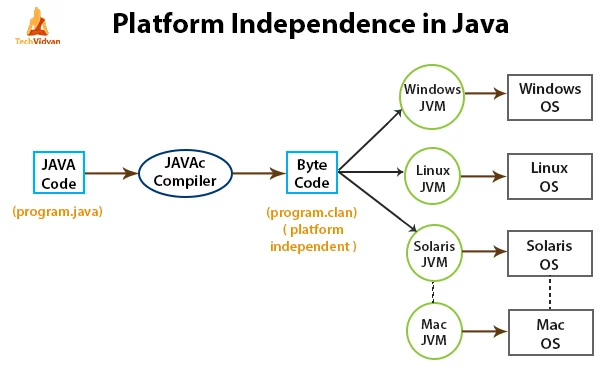 Platform Independence in Java
TechVidvan
JAVA
Code
(program.java)
JAVAc
Compiler
Byte
Code
(program.clan)
( platform
independent )
Windows
JVM
Windows
OS
Linux
JVM
Linux
OS
Solaris
JVM
Solaris
OS
Mac
JVM
Mac
OS